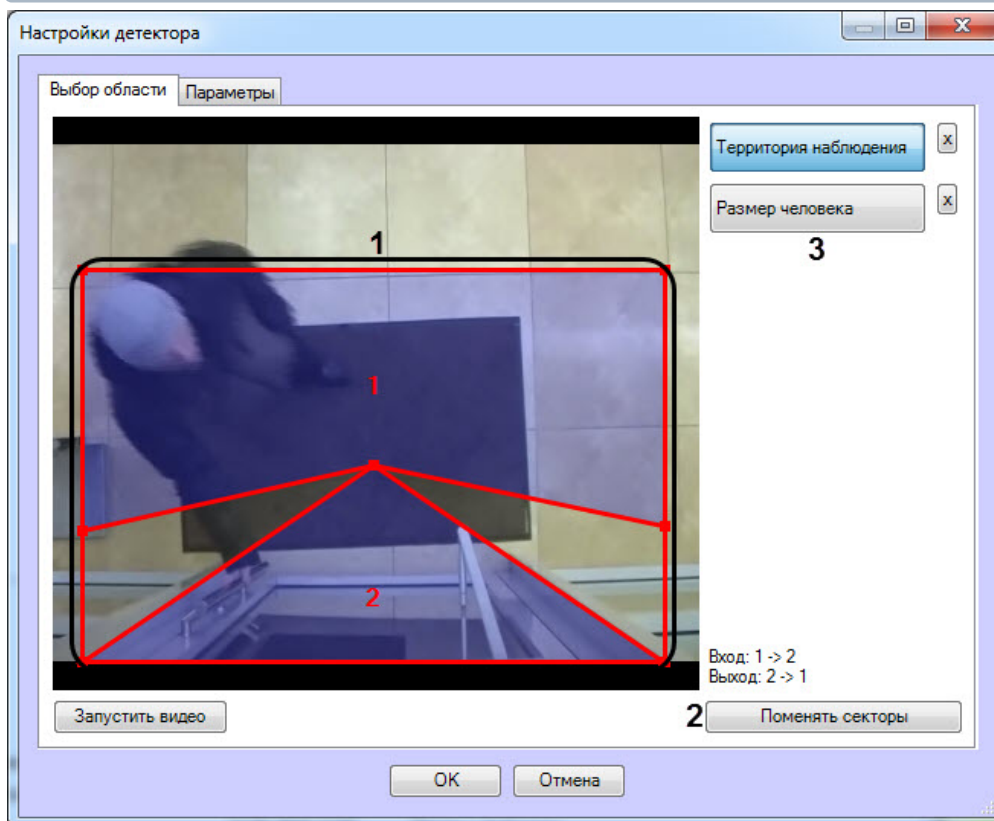 Настройки детектора
x
Выбор области
Параметры
Территория наблюдения
x
Размер человека
x
3
1
1
2
Вход: 1 -> 2
Выход: 2 -> 1
Запустить видео
2
Поменять секторы
OK
Отмена